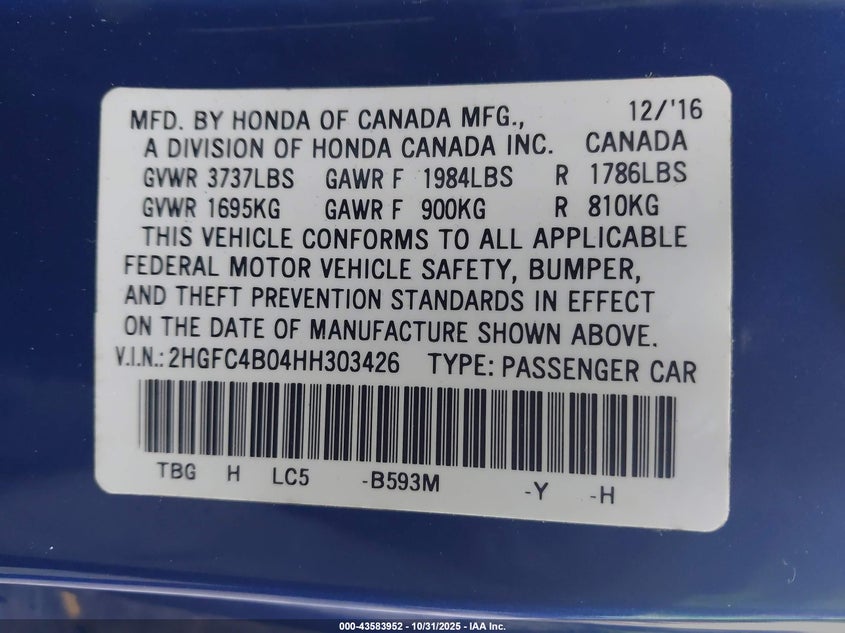 MFD. BY HONDA OF CANADA MFG., 12/'16
A DIVISION OF HONDA CANADA INC. CANADA
GVWR 3737LBS GAWR F 1984LBS R 1786LBS
GVWR 1695KG GAWR F 900KG R 810KG
THIS VEHICLE CONFORMS TO ALL APPLICABLE
FEDERAL MOTOR VEHICLE SAFETY, BUMPER,
AND THEFT PREVENTION STANDARDS IN EFFECT
ON THE DATE OF MANUFACTURE SHOWN ABOVE.
V.I.N.: 2HGFC4B04HH303426 TYPE: PASSENGER CAR
TBG H LC5 -B593M -Y -H
000-43583952 - 10/31/2025 - IAA Inc.